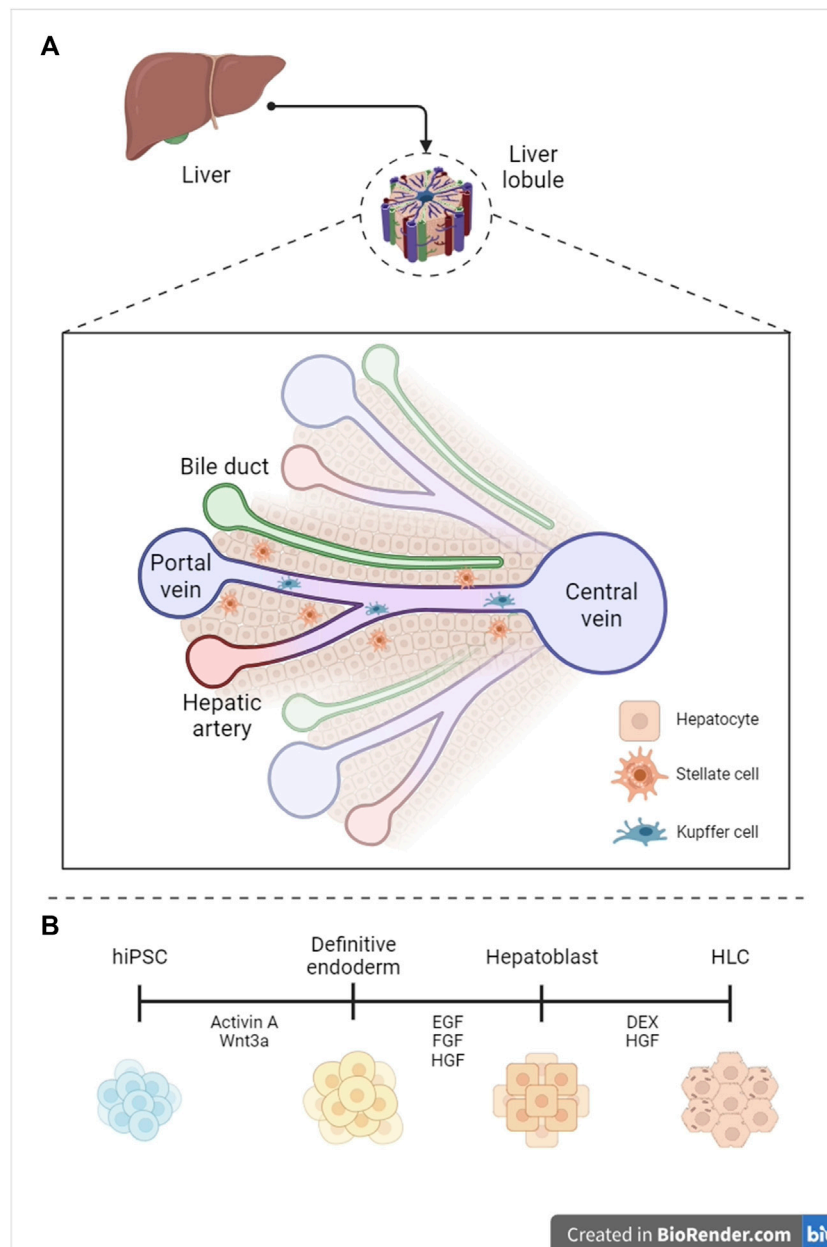 A
Liver
Liver
lobule
Bile duct
Portal
vein
Central
vein
Hepatic
artery
Hepatocyte
Stellate cell
Kupffer cell
B
hiPSC
Definitive
endoderm
Hepatoblast
HLC
Activin A
Wnt3a
EGF
FGF
HGF
DEX
HGF
Created in BioRender.com